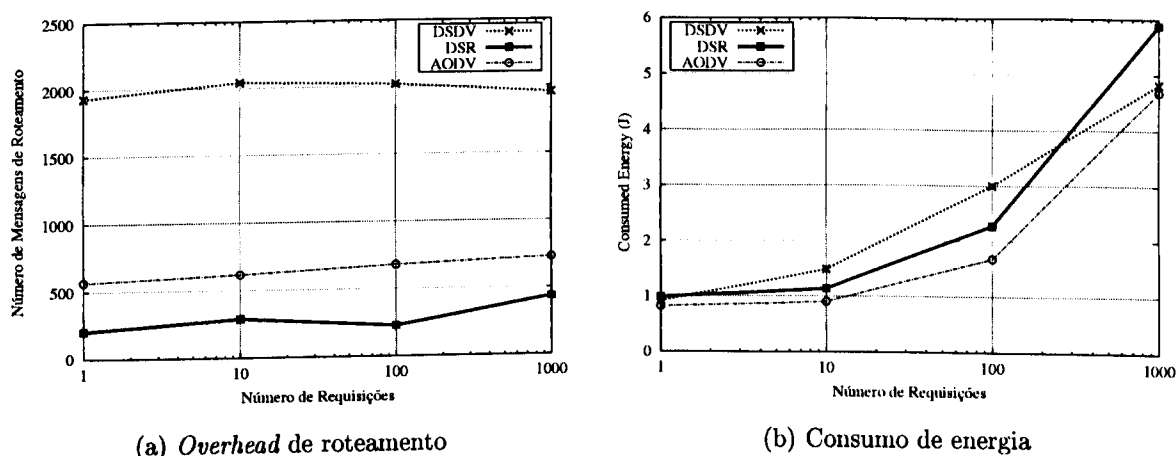 2500
2000
1500
1000
500
0
Número de Mensagens de Roteamento
DSDV
DSR
AODV
1 10 100 1000
Número de Requisições
(a) Overhead de roteamento
6
5
4
3
2
1
0
Consumed Energy (J)
DSDV
DSR
AODV
1 10 100 1000
Número de Requisições
(b) Consumo de energia